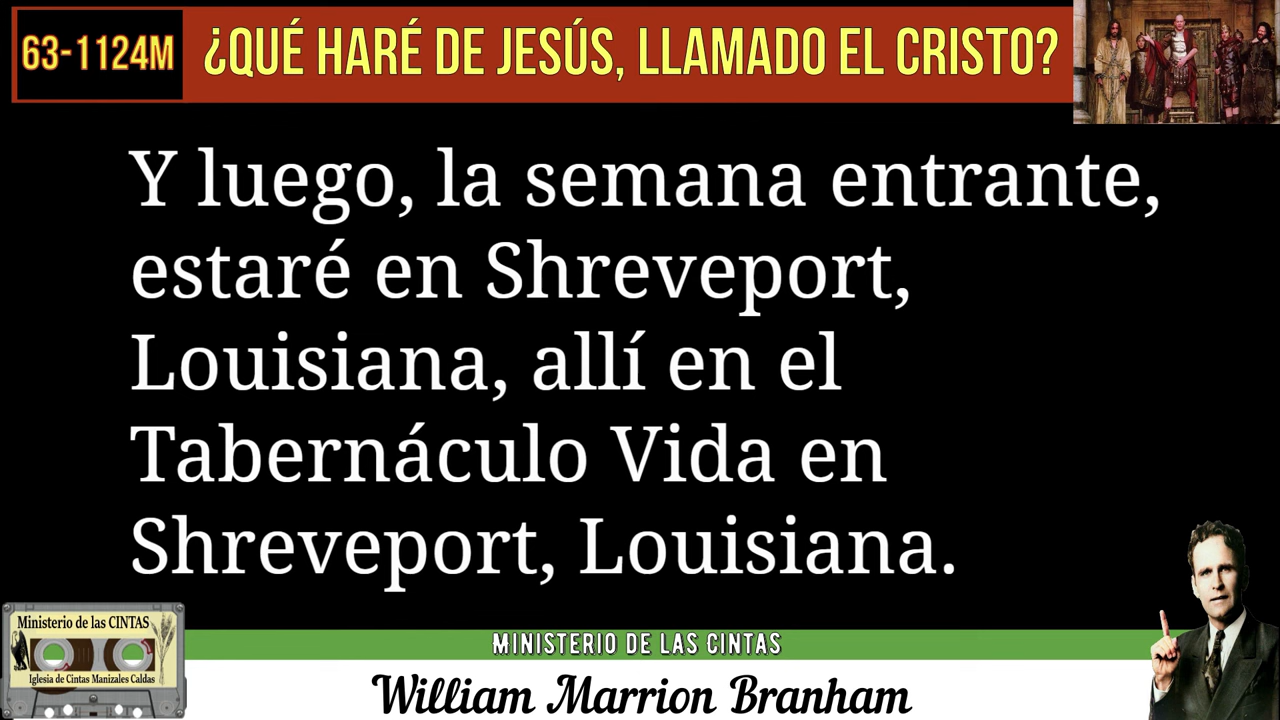 63-1124M
¿QUÉ HARÉ DE JESÚS, LLAMADO EL CRISTO?
Y luego, la semana entrante,
estaré en Shreveport,
Louisiana, allí en el
Tabernáculo Vida en
Shreveport, Louisiana.
Ministerio de las CINTAS
Iglesia de Cintas Manizales Caldas
MINISTERIO DE LAS CINTAS
William Marrion Branham